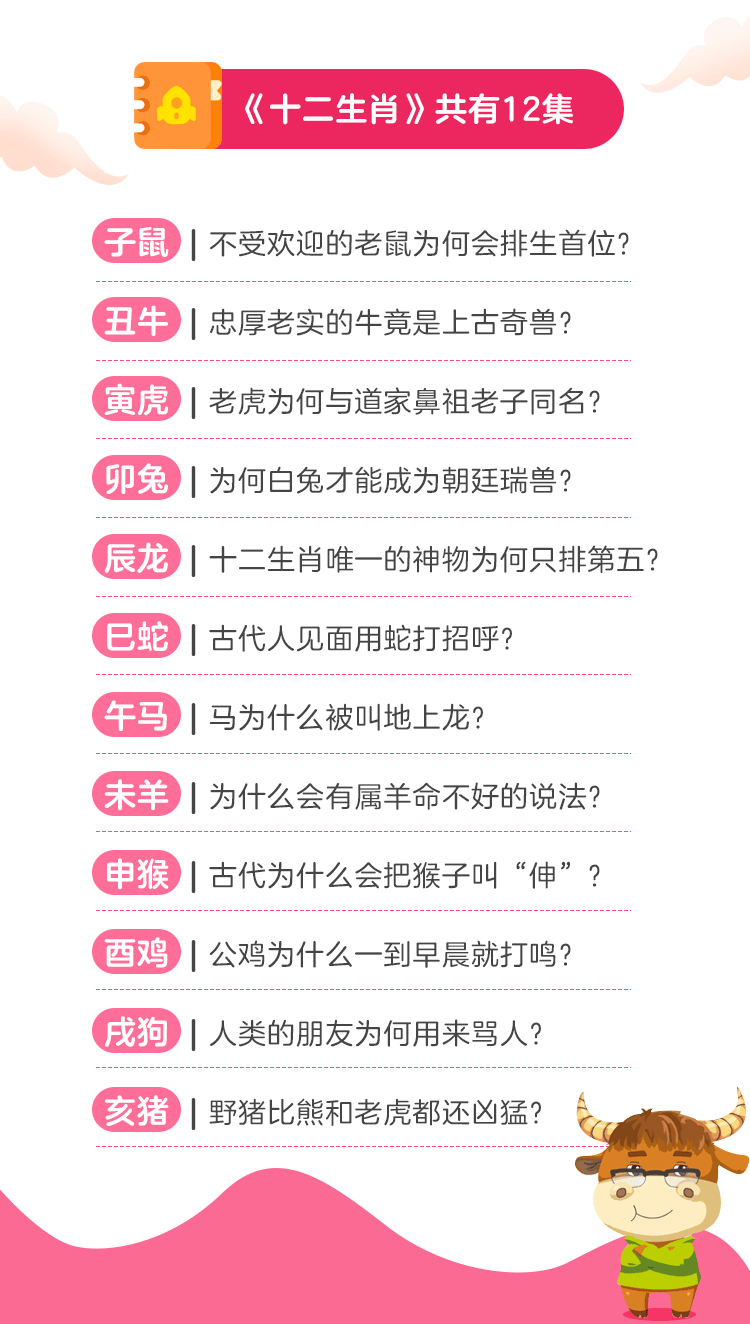 《十二生肖》共有12集
子鼠 | 不受欢迎的老鼠为何会排生首位?
丑牛 | 忠厚老实的牛竟是上古奇兽?
寅虎 | 老虎为何与道家鼻祖老子同名?
卯兔 | 为何白兔才能成为朝廷瑞兽?
辰龙 | 十二生肖唯一的神物为何只排第五?
巳蛇 | 古代人见面用蛇打招呼?
午马 | 马为什么被叫地上龙?
未羊 | 为什么会有属羊命不好的说法?
申猴 | 古代为什么会把猴子叫“伸”?
酉鸡 | 公鸡为什么一到早晨就打鸣?
戌狗 | 人类的朋友为何用来骂人?
亥猪 | 野猪比熊和老虎都还凶猛?